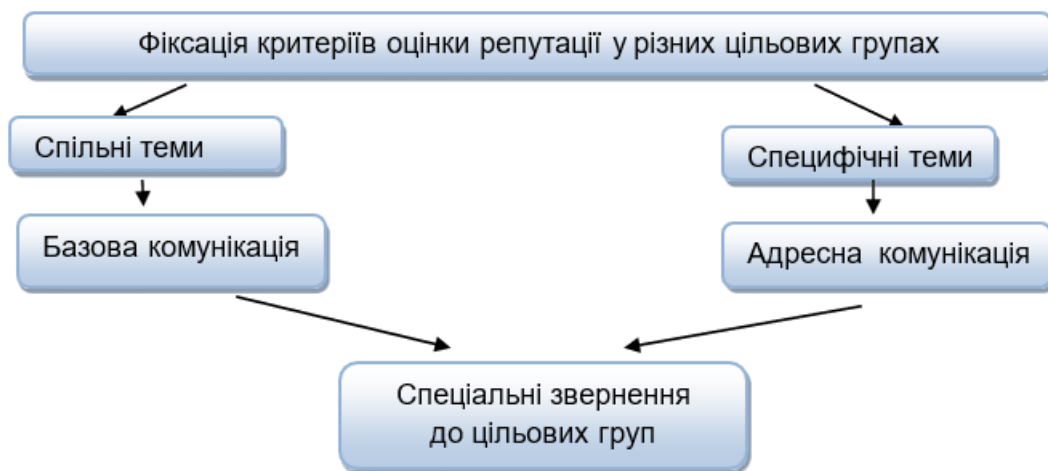 Фіксація критеріїв оцінки репутації у різних цільових групах
Спільні теми
Специфічні теми
Базова комунікація
Адресна комунікація
Спеціальні звернення
до цільових груп